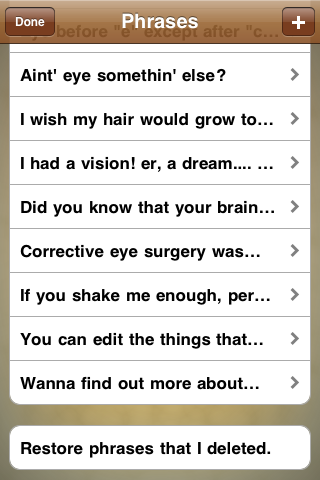 Done
Phrases
+
before "e" except after "c...
Aint' eye somethin' else?
I wish my hair would grow to...
I had a vision! er, a dream.... ...
Did you know that your brain...
Corrective eye surgery was...
If you shake me enough, per...
You can edit the things that...
Wanna find out more about...
Restore phrases that I deleted.